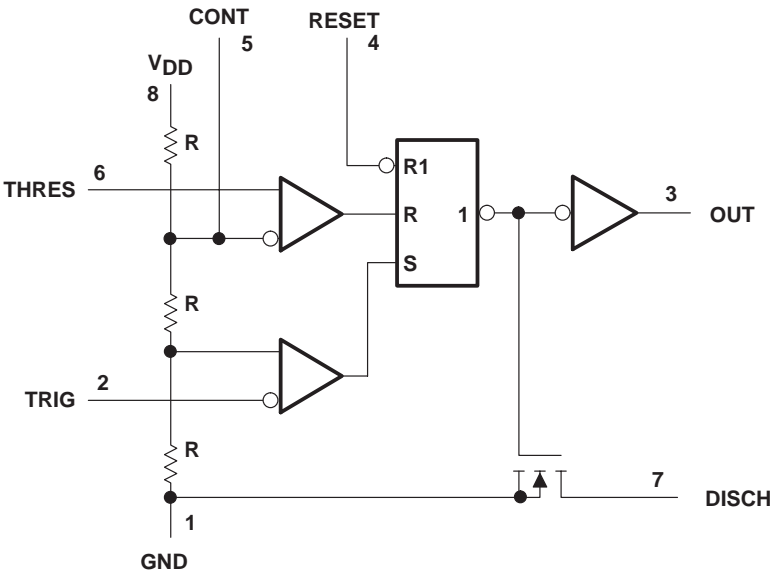 CONT
5
RESET
4
VDD
8
R
6
THRES
R1
R
1
3
OUT
S
R
2
TRIG
R
7
DISCH
1
GND